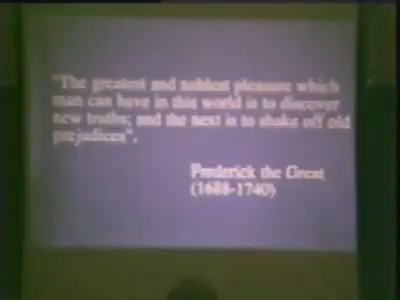 "The greatest and noblest pleasure which
man can have in this world is to discover
new truths; and the next is to shake off old
prejudices".
Frederick the Great
(1688-1740)